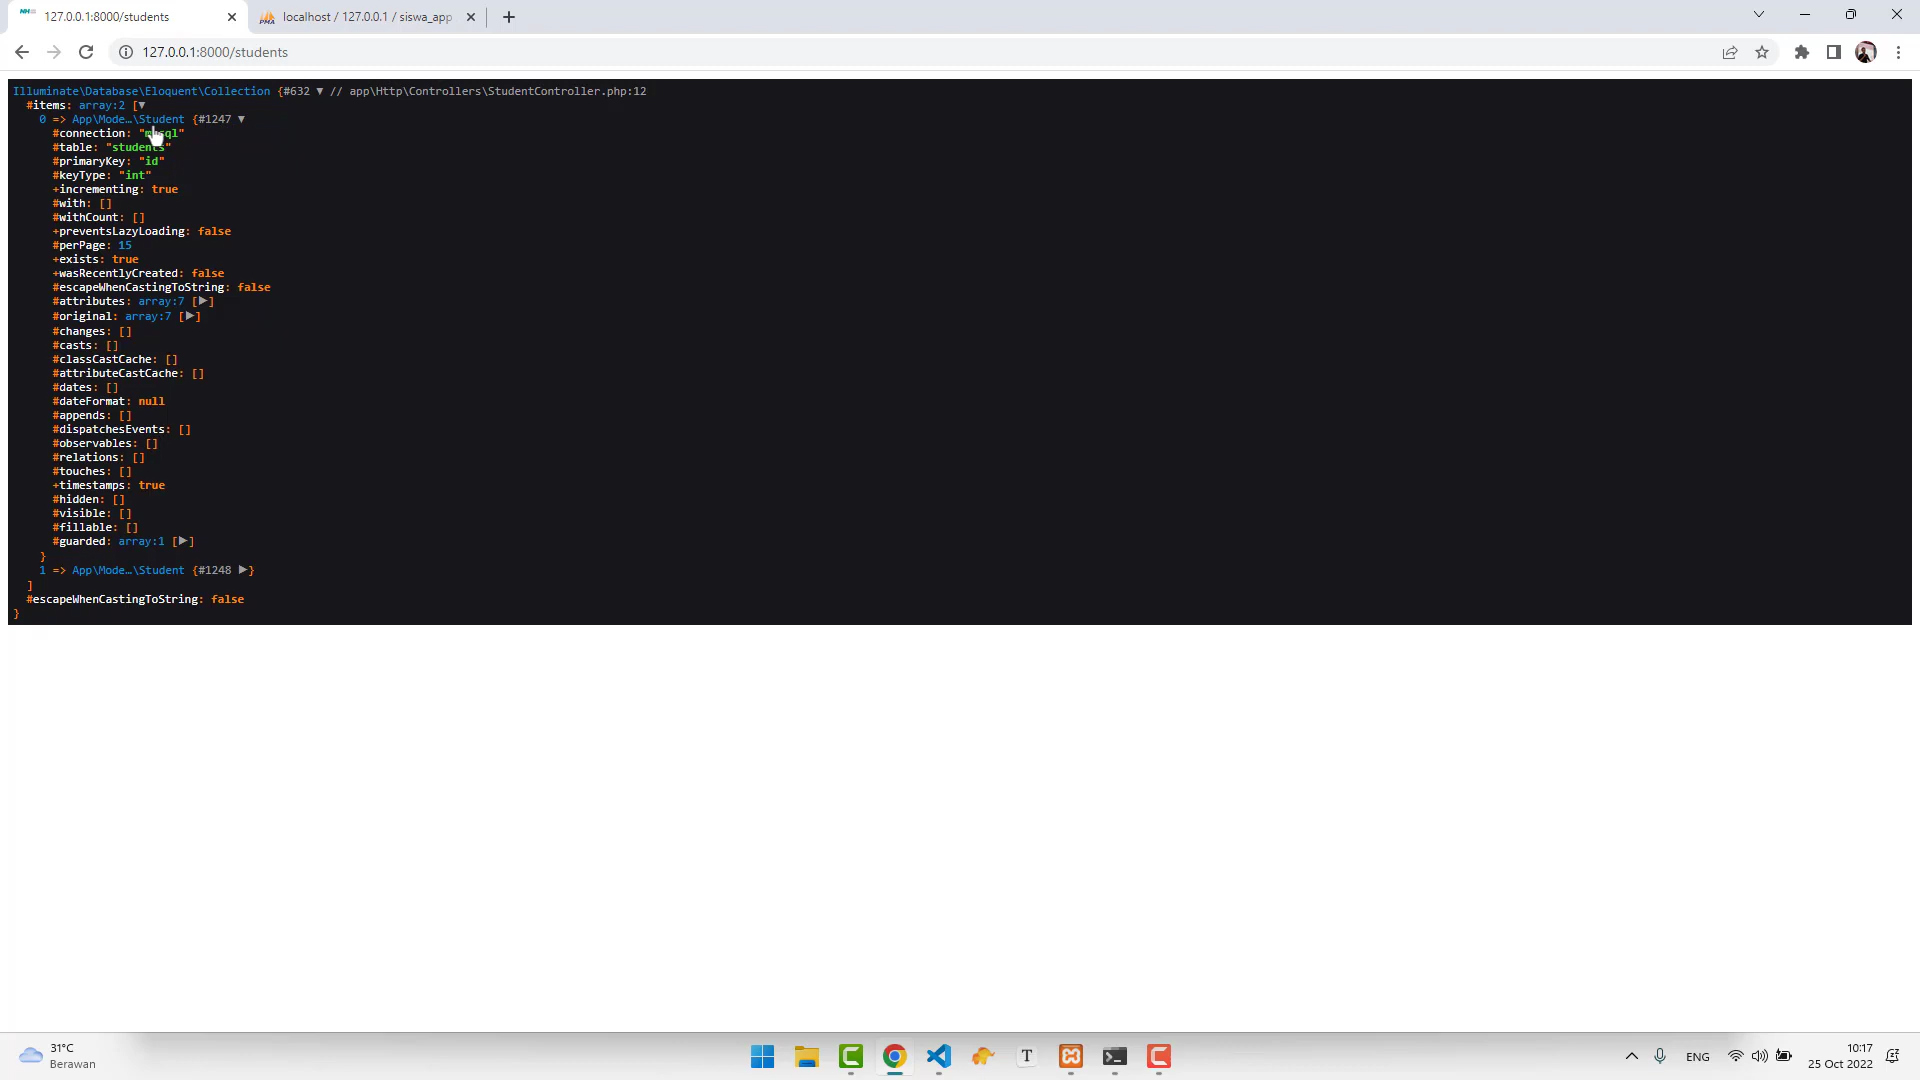 127.0.0.1:8000/students
localhost / 127.0.0.1 / siswa_app
127.0.0.1:8000/students
Illuminate\Database\Eloquent\Collection {#632 ▼ // app\Http\Controllers\StudentController.php:12
#items: array:2 [▼
0 => App\Mode…\Student {#1247 ▼
#connection: "mysql"
#table: "students"
#primaryKey: "id"
#keyType: "int"
+incrementing: true
#with: []
#withCount: []
+preventsLazyLoading: false
#perPage: 15
+exists: true
+wasRecentlyCreated: false
#escapeWhenCastingToString: false
#attributes: array:7 [▶]
#original: array:7 [▶]
#changes: []
#casts: []
#classCastCache: []
#attributeCastCache: []
#dates: []
#dateFormat: null
#appends: []
#dispatchesEvents: []
#observables: []
#relations: []
#touches: []
+timestamps: true
#hidden: []
#visible: []
#fillable: []
#guarded: array:1 [▶]
}
1 => App\Mode…\Student {#1248 ▶}
]
#escapeWhenCastingToString: false
}
31°C
Berawan
T
ENG
10:17
25 Oct 2022